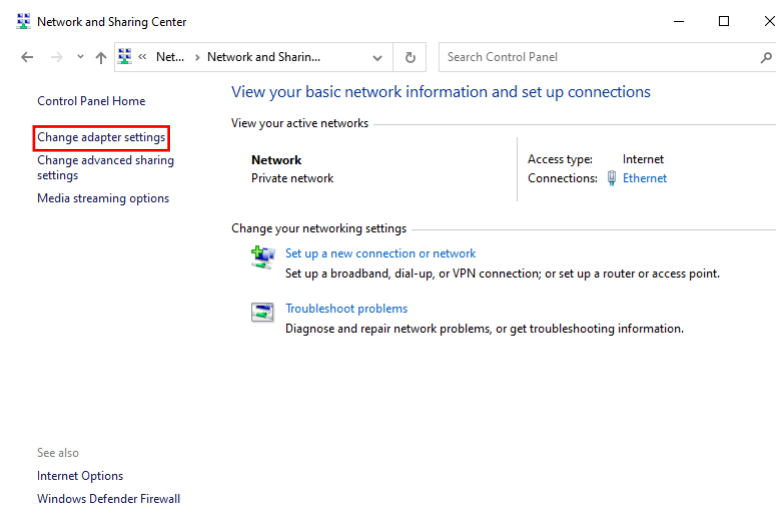 Network and Sharing Center
« Net... › Network and Sharin...
Search Control Panel
Control Panel Home
Change adapter settings
Change advanced sharing
settings
Media streaming options
View your basic network information and set up connections
View your active networks
Network
Private network
Access type: Internet
Connections: Ethernet
Change your networking settings
Set up a new connection or network
Set up a broadband, dial-up, or VPN connection; or set up a router or access point.
Troubleshoot problems
Diagnose and repair network problems, or get troubleshooting information.
See also
Internet Options
Windows Defender Firewall